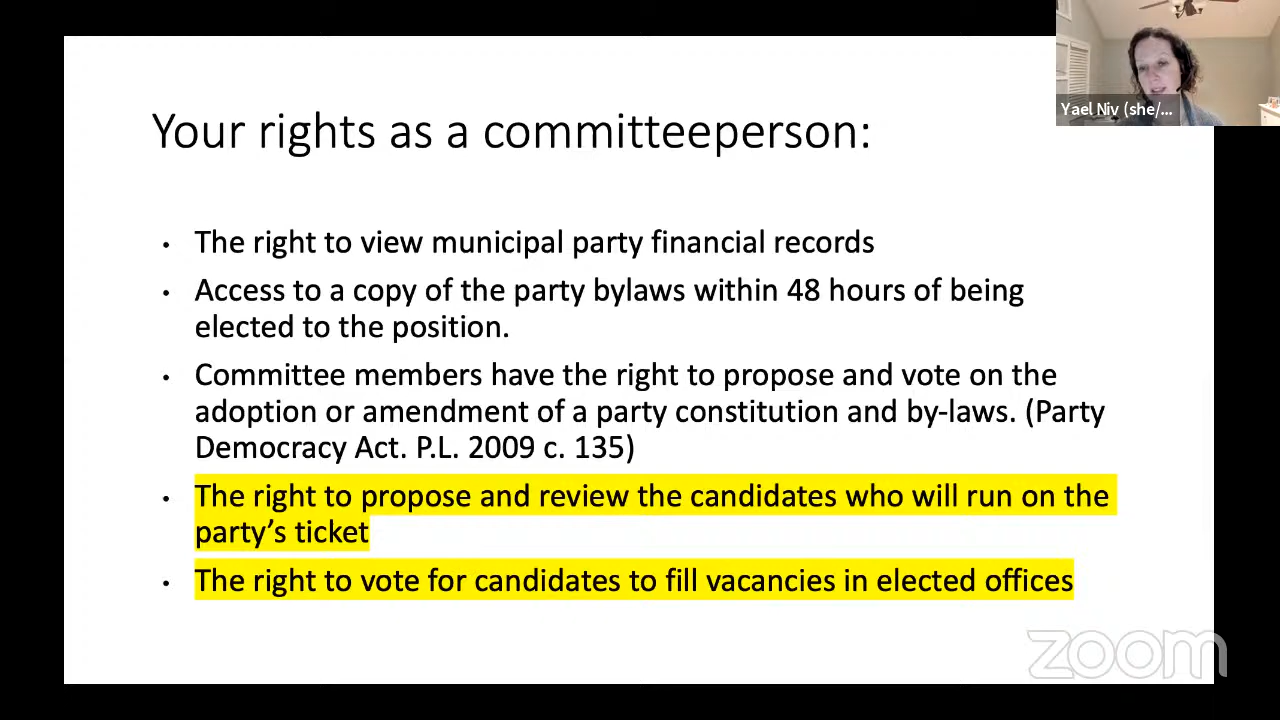 Yael Niv (she/...
Your rights as a committeeperson:
• The right to view municipal party financial records
• Access to a copy of the party bylaws within 48 hours of being
elected to the position.
• Committee members have the right to propose and vote on the
adoption or amendment of a party constitution and by-laws. (Party
Democracy Act. P.L. 2009 c. 135)
• The right to propose and review the candidates who will run on the
party’s ticket
• The right to vote for candidates to fill vacancies in elected offices
zoom